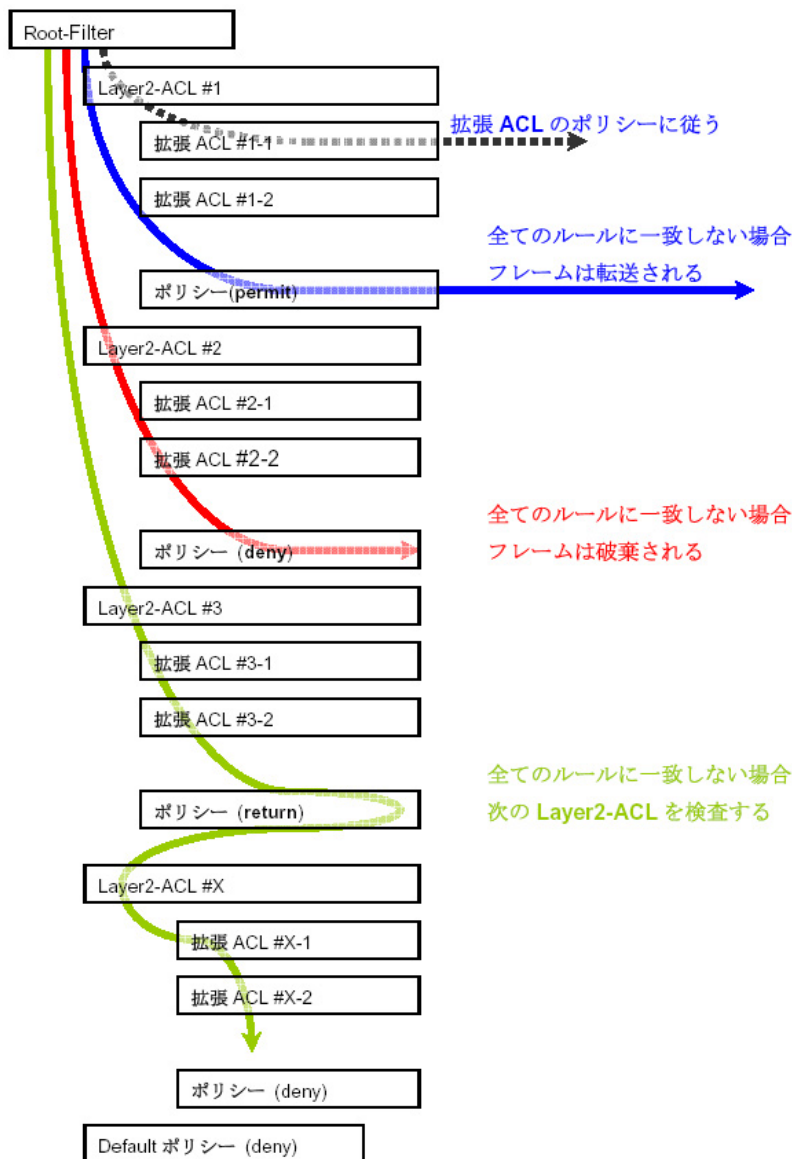 Root-Filter
Layer2-ACL #1
拡張 ACL #1-1
拡張 ACL のポリシーに従う
拡張 ACL #1-2
全てのルールに一致しない場合
フレームは転送される
ポリシー(permit)
Layer2-ACL #2
拡張 ACL #2-1
拡張 ACL #2-2
全てのルールに一致しない場合
フレームは破棄される
ポリシー (deny)
Layer2-ACL #3
拡張 ACL #3-1
拡張 ACL #3-2
全てのルールに一致しない場合
次の Layer2-ACL を検査する
ポリシー (return)
Layer2-ACL #X
拡張 ACL #X-1
拡張 ACL #X-2
ポリシー (deny)
Default ポリシー (deny)